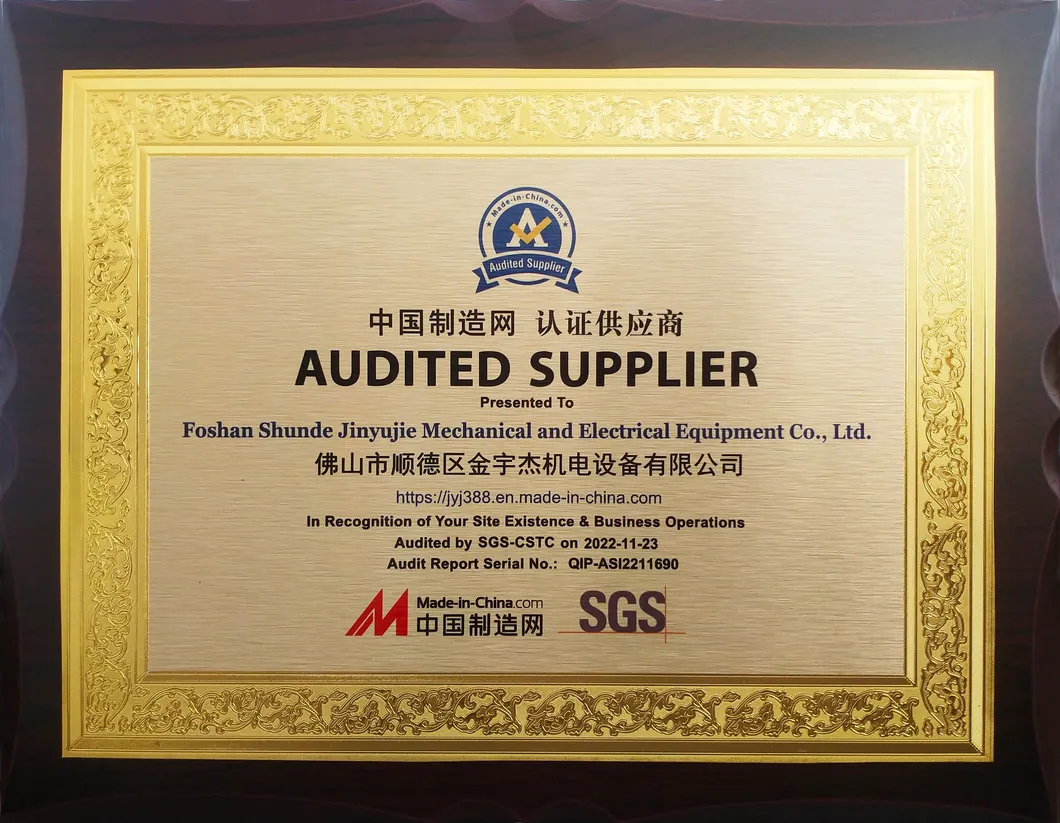 Made-in-China.com
A
Audited Supplier
中国制造网 认证供应商
AUDITED SUPPLIER
Presented To
Foshan Shunde Jinyujie Mechanical and Electrical Equipment Co., Ltd.
佛山市顺德区金宇杰机电设备有限公司
https://jyj388.en.made-in-china.com
In Recognition of Your Site Existence & Business Operations
Audited by SGS-CSTC on 2022-11-23
Audit Report Serial No.: QIP-ASI2211690
Made-in-China.com
中国制造网
SGS